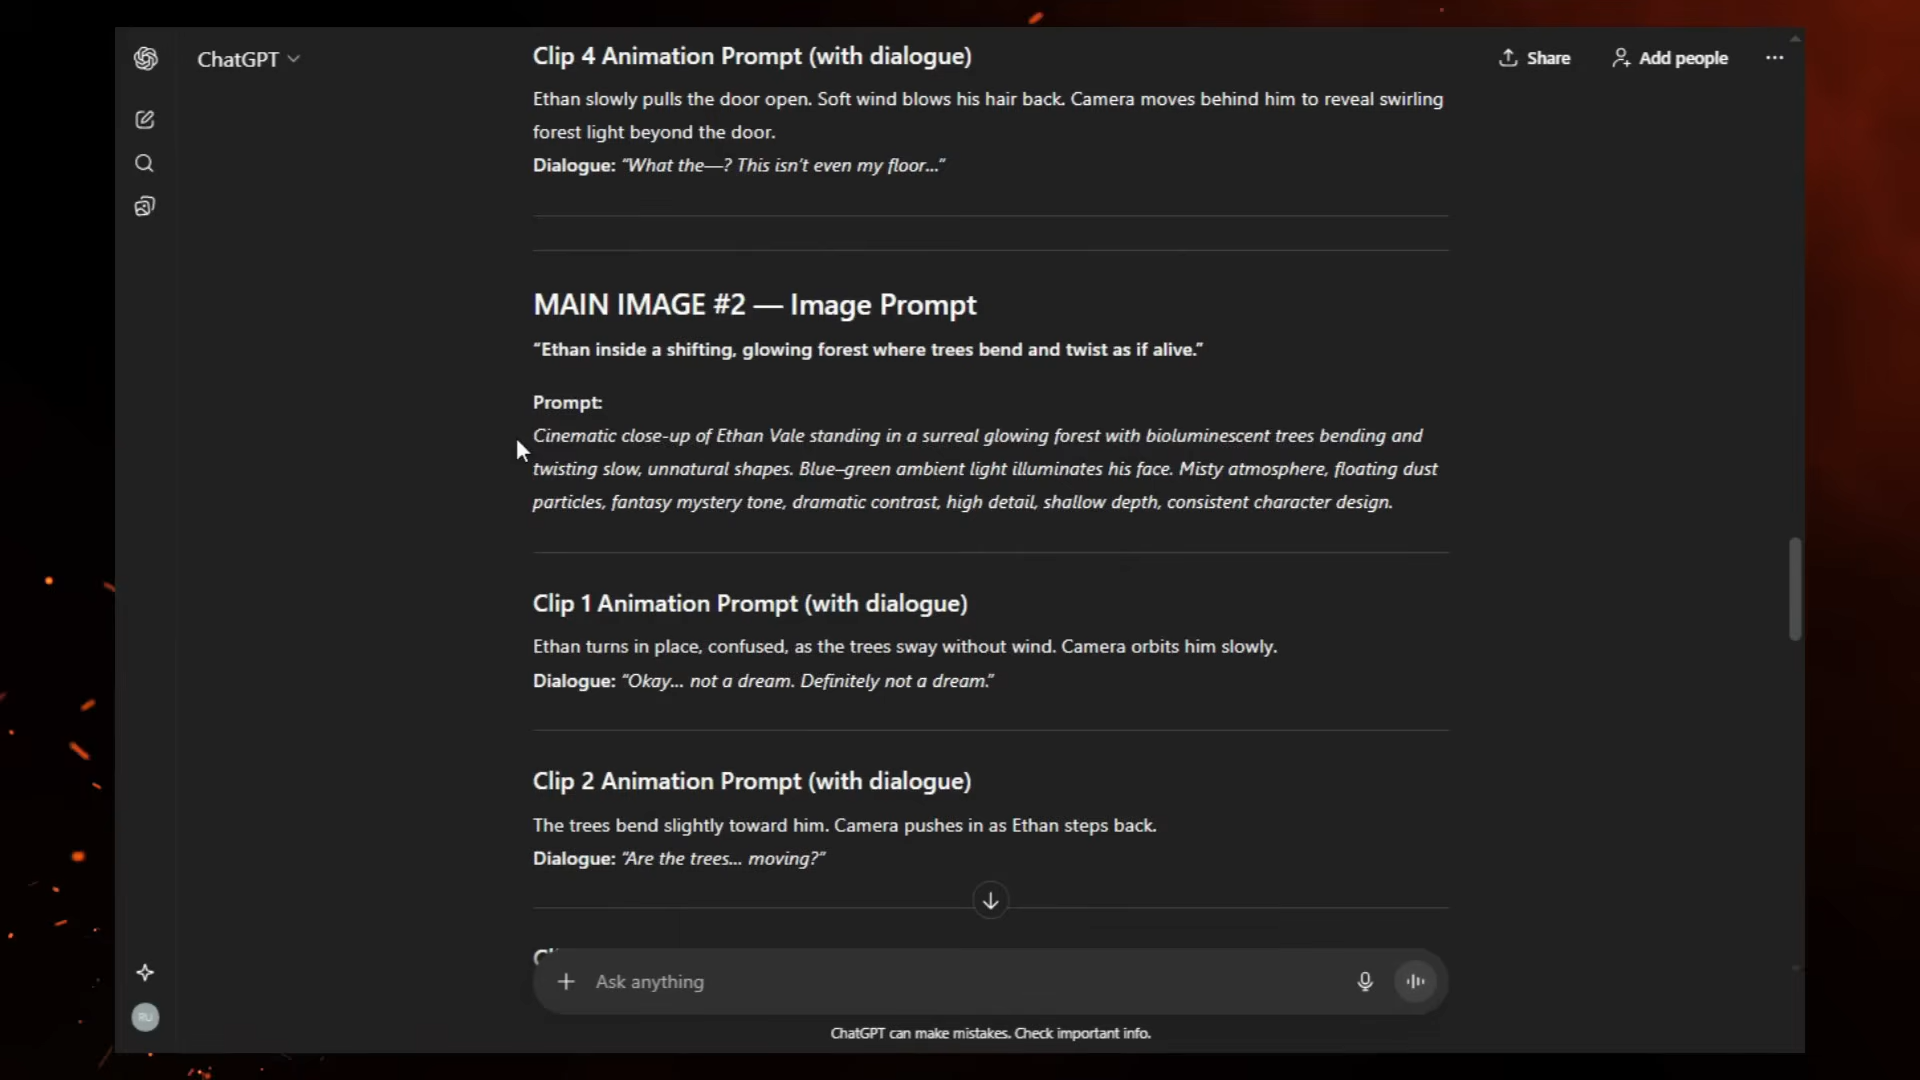 ChatGPT
Clip 4 Animation Prompt (with dialogue)
Share
Add people
Ethan slowly pulls the door open. Soft wind blows his hair back. Camera moves behind him to reveal swirling
forest light beyond the door.
Dialogue: “What the—? This isn’t even my floor...”
MAIN IMAGE #2 — Image Prompt
“Ethan inside a shifting, glowing forest where trees bend and twist as if alive.”
Prompt:
Cinematic close-up of Ethan Vale standing in a surreal glowing forest with bioluminescent trees bending and
twisting slow, unnatural shapes. Blue–green ambient light illuminates his face. Misty atmosphere, floating dust
particles, fantasy mystery tone, dramatic contrast, high detail, shallow depth, consistent character design.
Clip 1 Animation Prompt (with dialogue)
Ethan turns in place, confused, as the trees sway without wind. Camera orbits him slowly.
Dialogue: “Okay... not a dream. Definitely not a dream.”
Clip 2 Animation Prompt (with dialogue)
The trees bend slightly toward him. Camera pushes in as Ethan steps back.
Dialogue: “Are the trees... moving?”
Ask anything
RU
ChatGPT can make mistakes. Check important info.